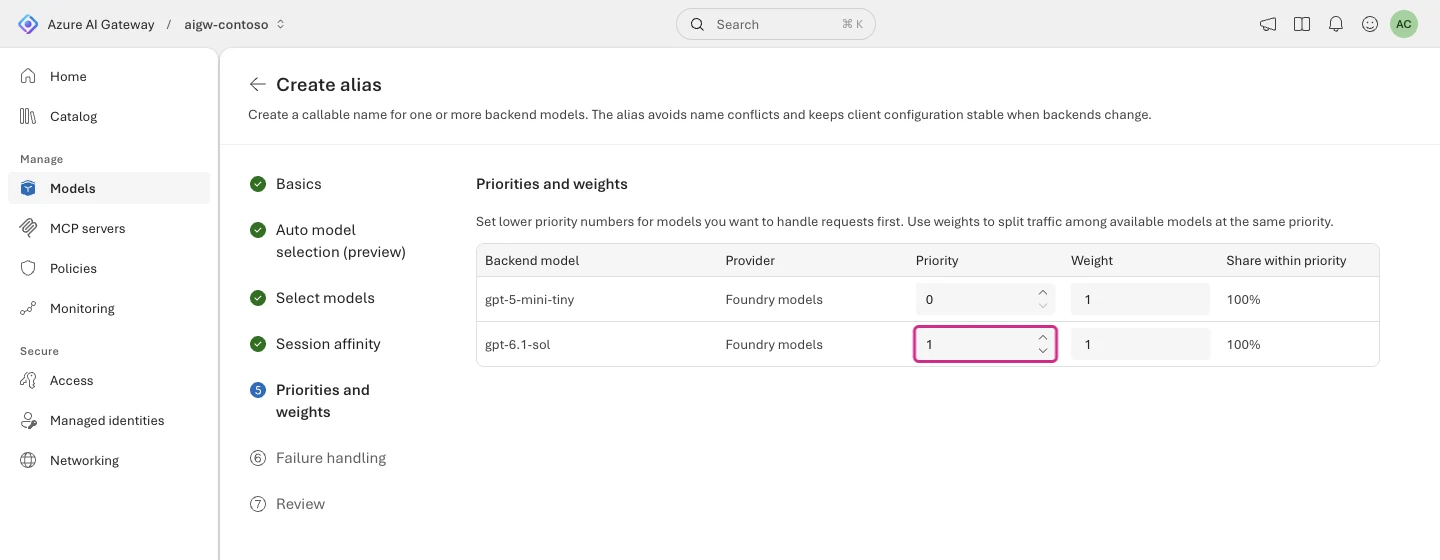 Azure AI Gateway / aigw-contoso
Search
⌘ K
AC
Home
Catalog
Manage
Models
MCP servers
Policies
Monitoring
Secure
Access
Managed identities
Networking
Create alias
Create a callable name for one or more backend models. The alias avoids name conflicts and keeps client configuration stable when backends change.
Basics
Auto model
selection (preview)
Select models
Session affinity
5 Priorities and
weights
6 Failure handling
7 Review
Priorities and weights
Set lower priority numbers for models you want to handle requests first. Use weights to split traffic among available models at the same priority.
Backend model Provider Priority Weight Share within priority
gpt-5-mini-tiny Foundry models 0 1 100%
gpt-6.1-sol Foundry models 1 1 100%